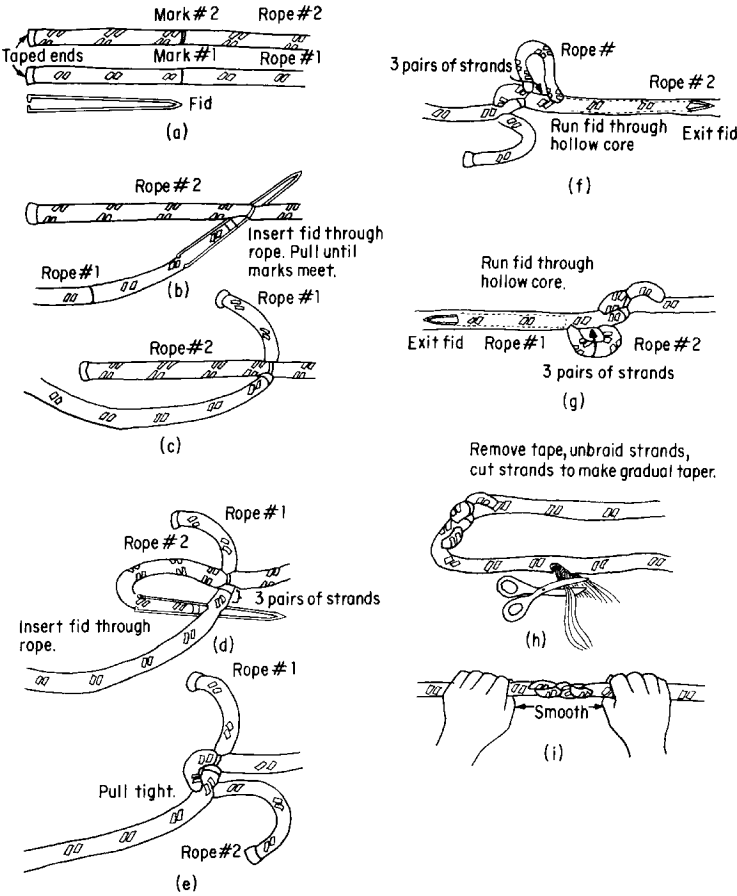 Mark #2 Rope #2
Taped ends Mark #1 Rope #1
Fid
(a)
Rope #2
Insert fid through
rope. Pull until
marks meet.
Rope #1
(b)
Rope #1
Rope #2
(c)
Rope #1
Rope #2
3 pairs of strands
Insert fid through
rope.
(d)
Rope #1
Pull tight.
Rope #2
(e)
Rope #
3 pairs of strands
Rope #2
Run fid through
hollow core
Exit fid
(f)
Run fid through
hollow core.
Exit fid Rope #1 Rope #2
3 pairs of strands
(g)
Remove tape, unbraid strands,
cut strands to make gradual taper.
(h)
Smooth
(i)